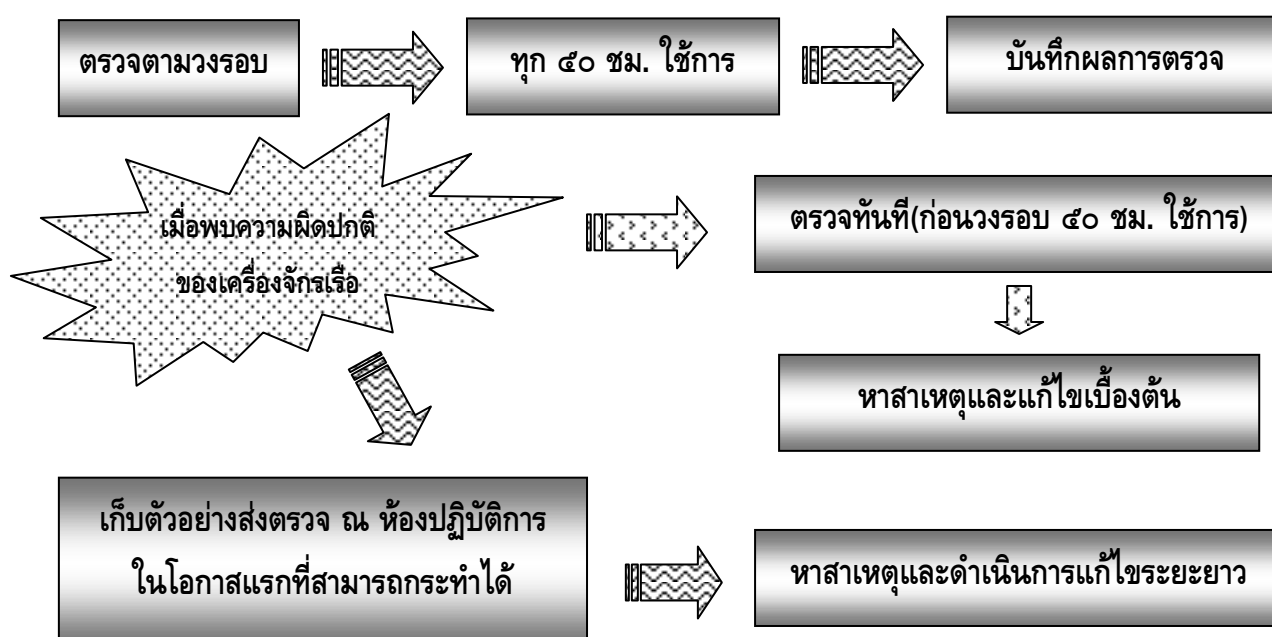 ตรวจตามวงรอบ
ทุก ๕๐ ชม. ใช้การ
บันทึกผลการตรวจ
เมื่อพบความผิดปกติ
ของเครื่องจักรเรือ
ตรวจทันที(ก่อนวงรอบ ๕๐ ชม. ใช้การ)
หาสาเหตุและแก้ไขเบื้องต้น
เก็บตัวอย่างส่งตรวจ ณ ห้องปฏิบัติการ
ในโอกาสแรกที่สามารถกระทำได้
หาสาเหตุและดำเนินการแก้ไขระยะยาว